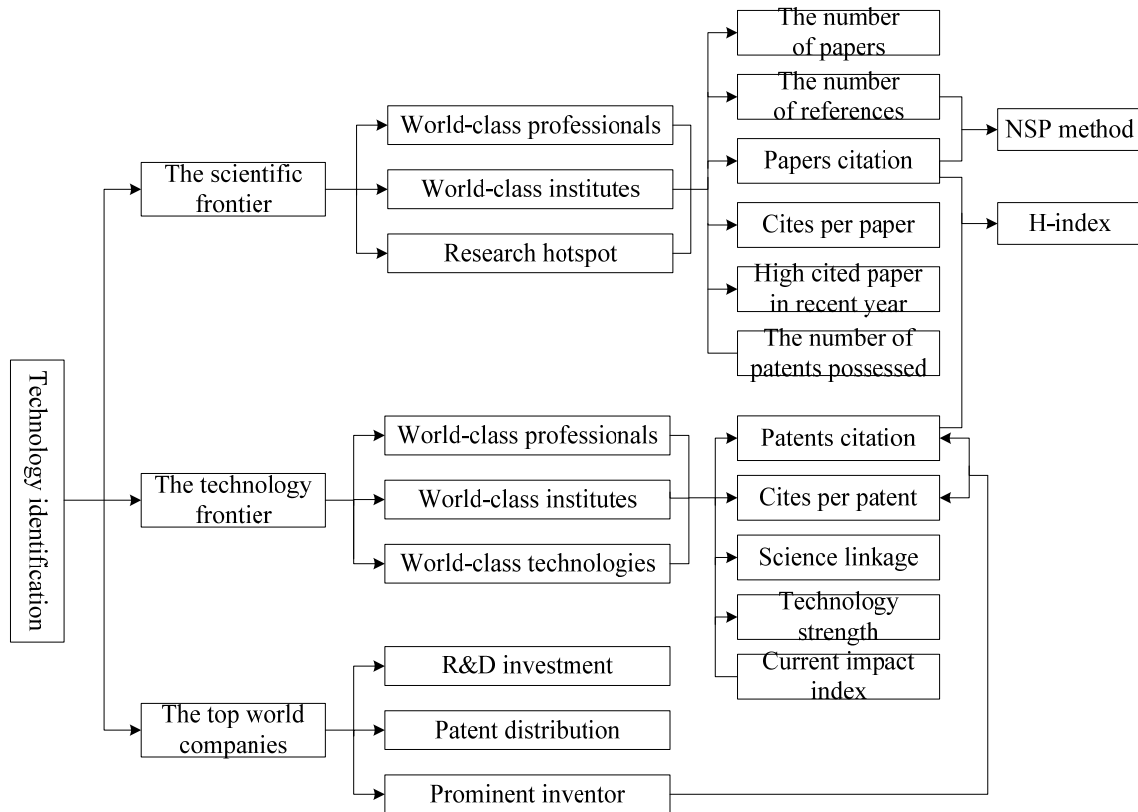 Technology identification
The scientific
frontier
The technology
frontier
The top world
companies
World-class professionals
World-class institutes
Research hotspot
World-class professionals
World-class institutes
World-class technologies
R&D investment
Patent distribution
Prominent inventor
The number
of papers
The number
of references
Papers citation
Cites per paper
High cited paper
in recent year
The number of
patents possessed
Patents citation
Cites per patent
Science linkage
Technology
strength
Current impact
index
NSP method
H-index